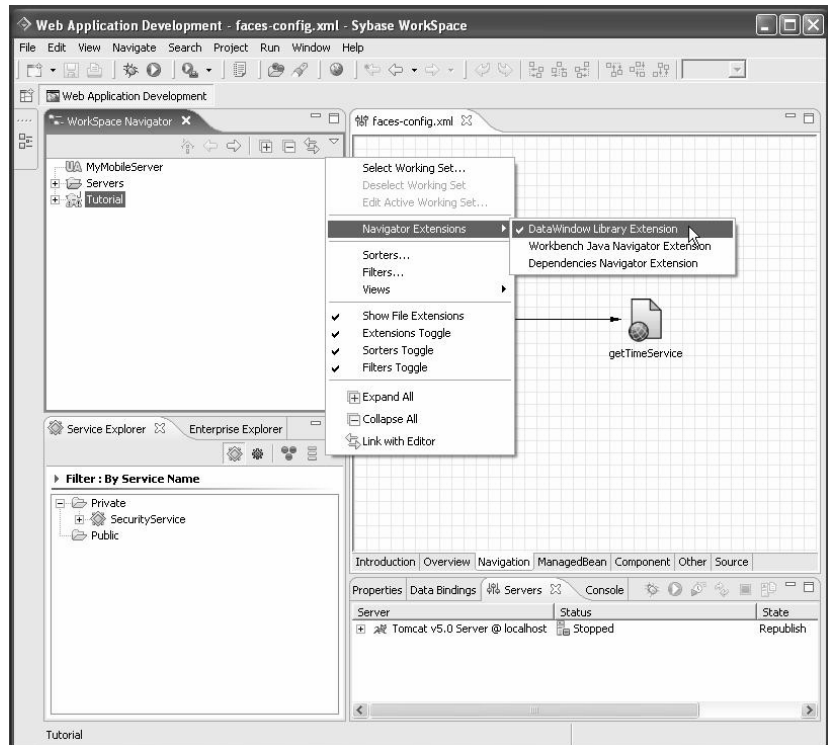 Web Application Development - faces-config.xml - Sybase WorkSpace
File Edit View Navigate Search Project Run Window Help
Web Application Development
WorkSpace Navigator
MyMobileServer
Servers
Tutorial
faces-config.xml
Select Working Set...
Deselect Working Set
Edit Active Working Set...
Navigator Extensions
Sorters...
Filters...
Views
Show File Extensions
Extensions Toggle
Sorters Toggle
Filters Toggle
Expand All
Collapse All
Link with Editor
DataWindow Library Extension
Workbench Java Navigator Extension
Dependencies Navigator Extension
getTimeService
Service Explorer Enterprise Explorer
Filter : By Service Name
Private
SecurityService
Public
Introduction Overview Navigation ManagedBean Component Other Source
Properties Data Bindings Servers Console
Server Status State
Tomcat v5.0 Server @ localhost Stopped Republish
Tutorial